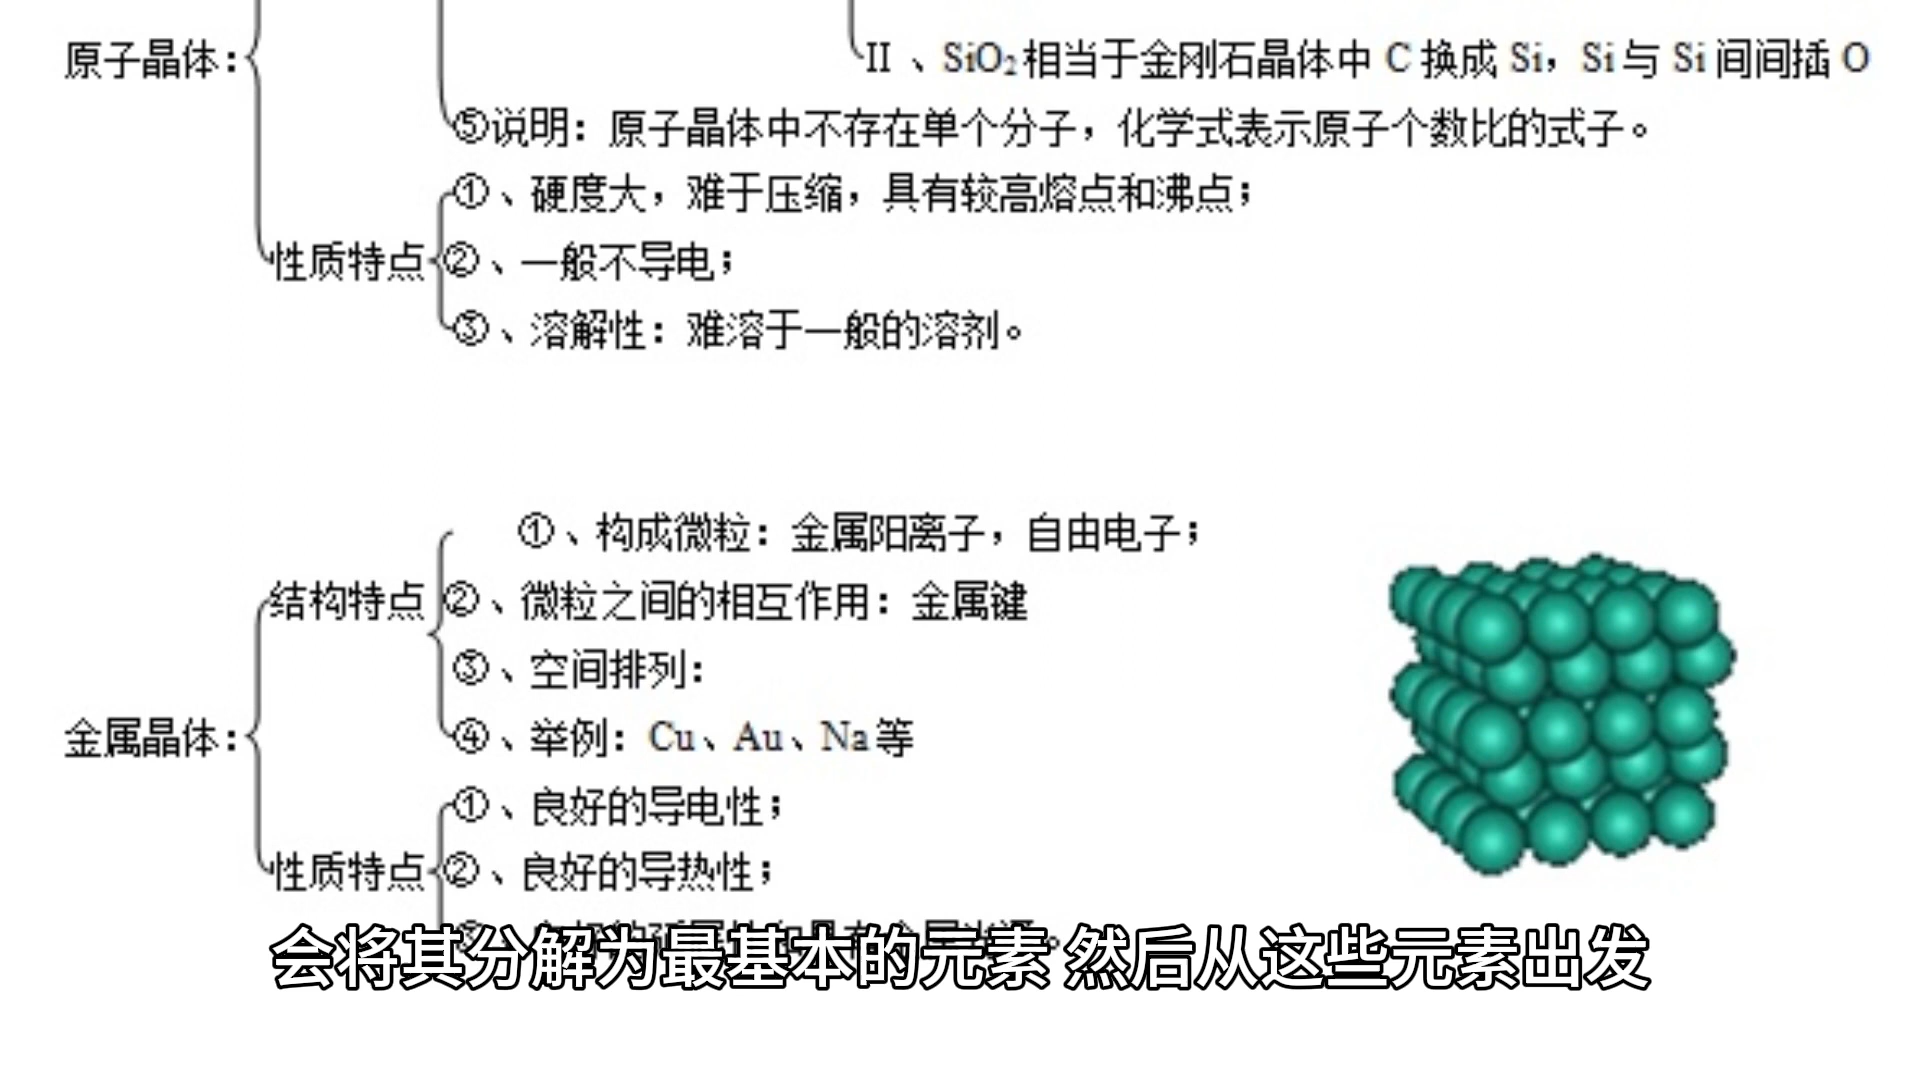 原子晶体：
II、SiO₂相当于金刚石晶体中 C 换成 Si，Si与 Si 间间插 O
⑤说明：原子晶体中不存在单个分子，化学式表示原子个数比的式子。
性质特点
①、硬度大，难于压缩，具有较高熔点和沸点；
②、一般不导电；
③、溶解性：难溶于一般的溶剂。
金属晶体：
结构特点
①、构成微粒：金属阳离子，自由电子；
②、微粒之间的相互作用：金属键
③、空间排列：
④、举例：Cu、Au、Na等
性质特点
①、良好的导电性；
②、良好的导热性；
会将其分解为最基本的元素 然后从这些元素出发